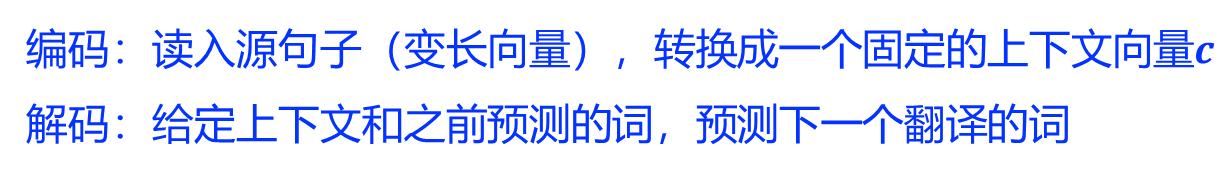 编码：读入源句子（变长向量），转换成一个固定的上下文向量c
解码：给定上下文和之前预测的词，预测下一个翻译的词